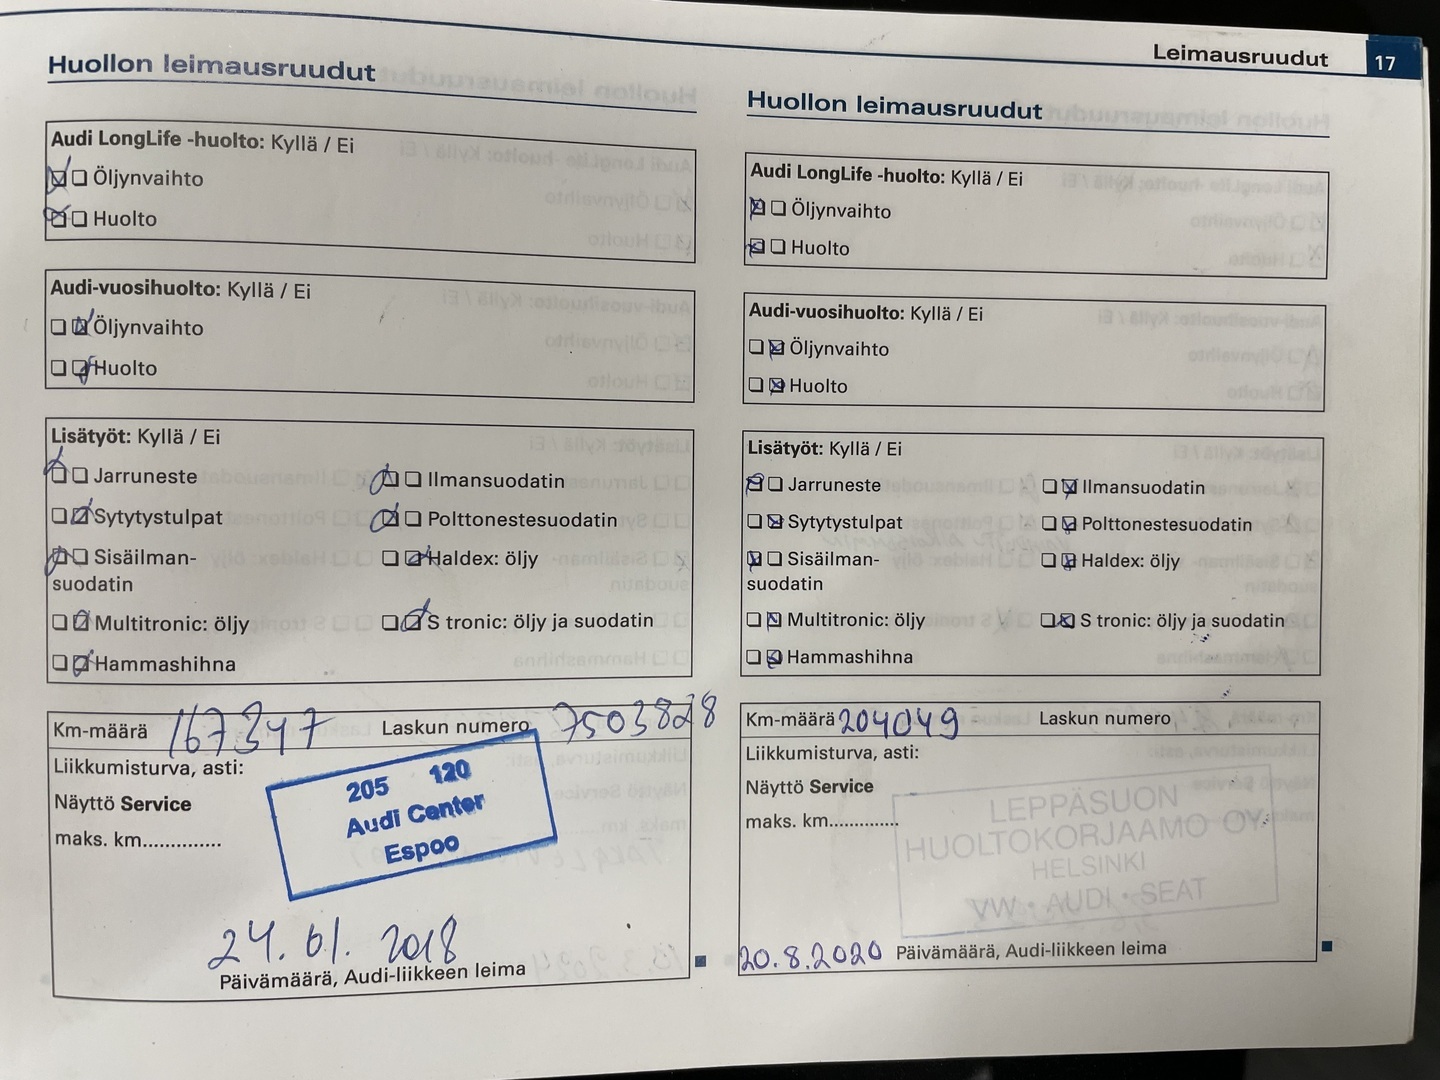 Leimausruudut 17
Huollon leimausruudut
Audi LongLife -huolto: Kyllä / Ei
Öljynvaihto
Huolto
Audi-vuosihuolto: Kyllä / Ei
Öljynvaihto
Huolto
Lisätyöt: Kyllä / Ei
Jarruneste
Ilmansuodatin
Sytytystulpat
Polttonestesuodatin
Sisäilman-
suodatin
Haldex: öljy
Multitronic: öljy
S tronic: öljy ja suodatin
Hammashihna
Km-määrä 167347 Laskun numero 7503828
Liikkumisturva, asti:
Näyttö Service
maks. km..............
205 120
Audi Center
Espoo
24. 01. 2018
Päivämäärä, Audi-liikkeen leima
Huollon leimausruudut
Audi LongLife -huolto: Kyllä / Ei
Öljynvaihto
Huolto
Audi-vuosihuolto: Kyllä / Ei
Öljynvaihto
Huolto
Lisätyöt: Kyllä / Ei
Jarruneste
Ilmansuodatin
Sytytystulpat
Polttonestesuodatin
Sisäilman-
suodatin
Haldex: öljy
Multitronic: öljy
S tronic: öljy ja suodatin
Hammashihna
Km-määrä 204049 Laskun numero
Liikkumisturva, asti:
Näyttö Service
maks. km............
LEPPÄSUON
HUOLTOKORJAAMO OY
HELSINKI
VW • AUDI • SEAT
20.8.2020 Päivämäärä, Audi-liikkeen leima